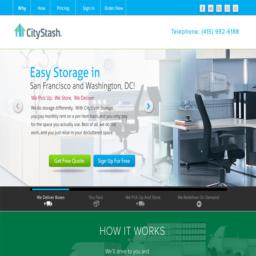 Why How Pricing Sign In Order Now
CityStash.
Telephone: (415) 992-6188
Easy Storage in
San Francisco and Washington, DC!
We Pick Up. We Store. We Deliver.
We do storage differently. With CityStash Storage,
you pay monthly rent on a per-item basis and you only pay
for the space you actually use. Best of all, we do the
work, and you just relax in your decluttered space.
Get Free Quote Sign Up For Free
We Deliver Boxes You Pack We Pick Up And Store We Redeliver On Demand
HOW IT WORKS
We'll drive to you and